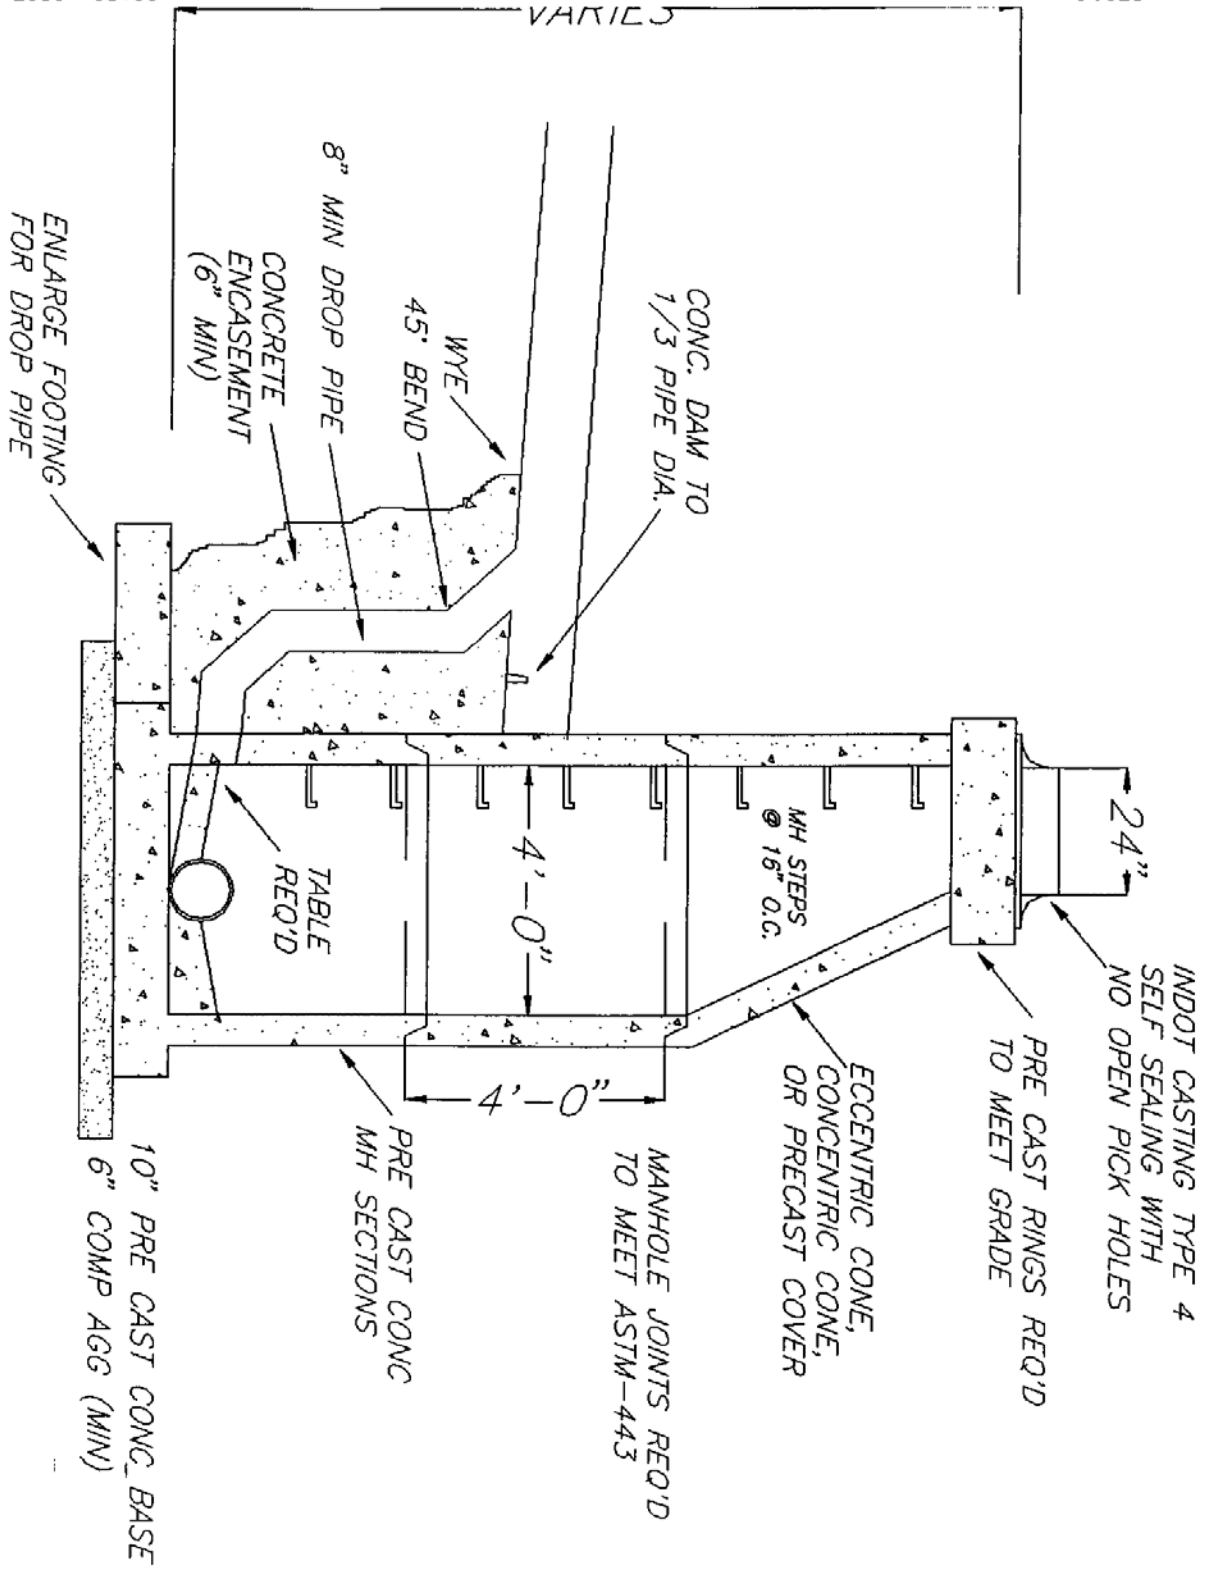 VARIES
24"
INDOT CASTING TYPE 4
SELF SEALING WITH
NO OPEN PICK HOLES
PRE CAST RINGS REQ'D
TO MEET GRADE
MH STEPS
@ 16" O.C.
ECCENTRIC CONE,
CONCENTRIC CONE,
OR PRECAST COVER
CONC. DAM TO
1/3 PIPE DIA.
4'-0"
4'-0"
MANHOLE JOINTS REQ'D
TO MEET ASTM-443
WYE
45° BEND
8" MIN DROP PIPE
CONCRETE
ENCASEMENT
(6" MIN)
TABLE
REQ'D
PRE CAST CONC
MH SECTIONS
ENLARGE FOOTING
FOR DROP PIPE
10" PRE CAST CONC. BASE
6" COMP AGG (MIN)